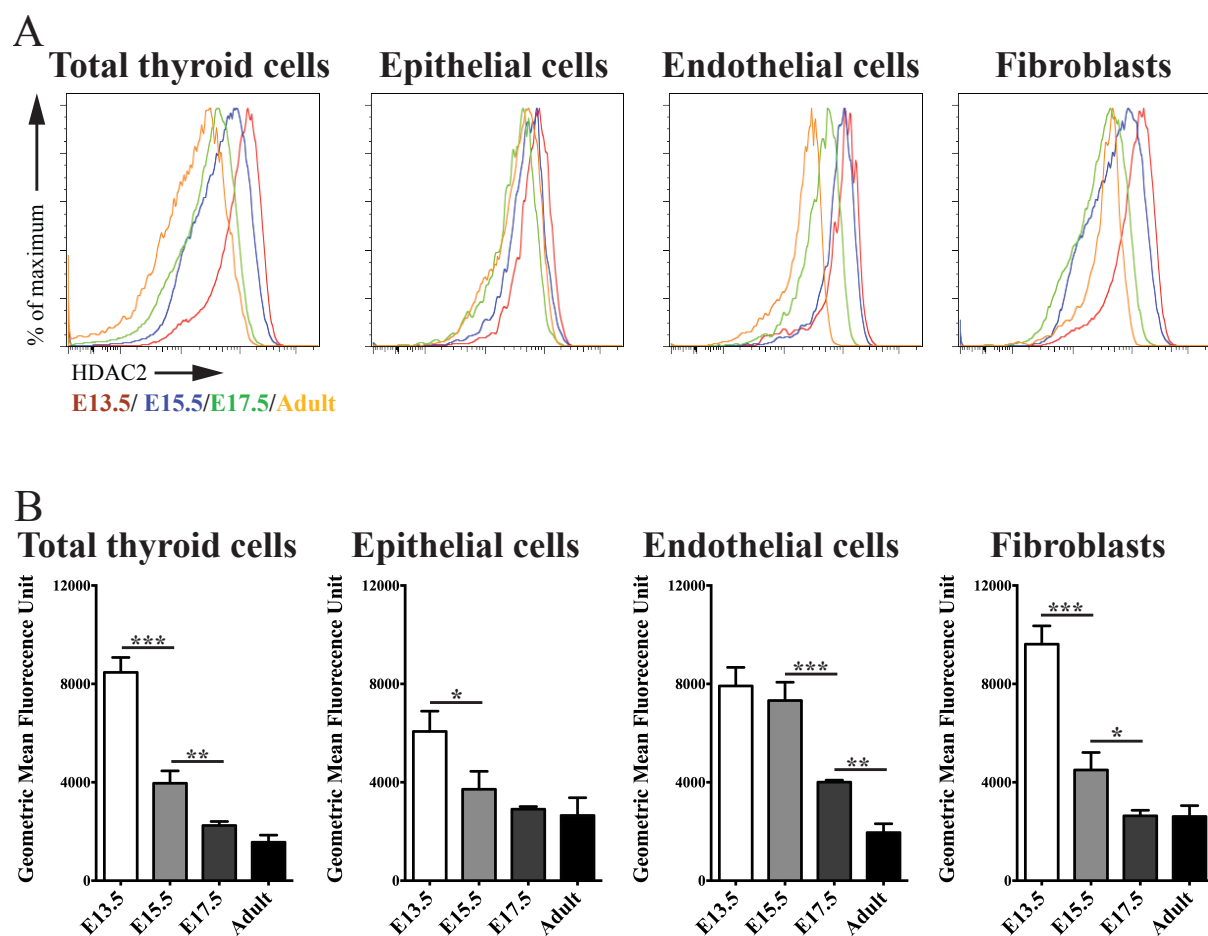 A
Total thyroid cells
Epithelial cells
Endothelial cells
Fibroblasts
% of maximum
HDAC2
E13.5/ E15.5/E17.5/Adult
B
Total thyroid cells
Epithelial cells
Endothelial cells
Fibroblasts
Geometric Mean Fluorecence Unit
12000
8000
4000
0
***
**
E13.5
E15.5
E17.5
Adult
Geometric Mean Fluorecence Unit
12000
8000
4000
0
*
E13.5
E15.5
E17.5
Adult
Geometric Mean Fluorecence Unit
12000
8000
4000
0
***
**
E13.5
E15.5
E17.5
Adult
Geometric Mean Fluorecence Unit
12000
8000
4000
0
***
*
E13.5
E15.5
E17.5
Adult